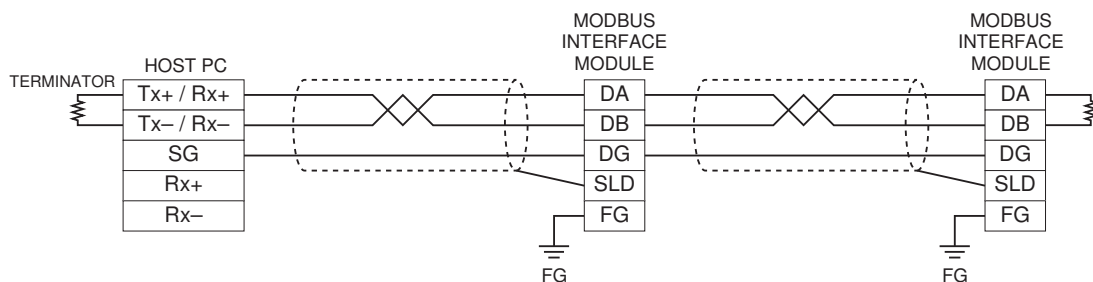 MODBUS
INTERFACE
MODULE
MODBUS
INTERFACE
MODULE
HOST PC
TERMINATOR
Tx+ / Rx+
Tx– / Rx–
SG
Rx+
Rx–
DA
DB
DG
SLD
FG
FG
DA
DB
DG
SLD
FG
FG